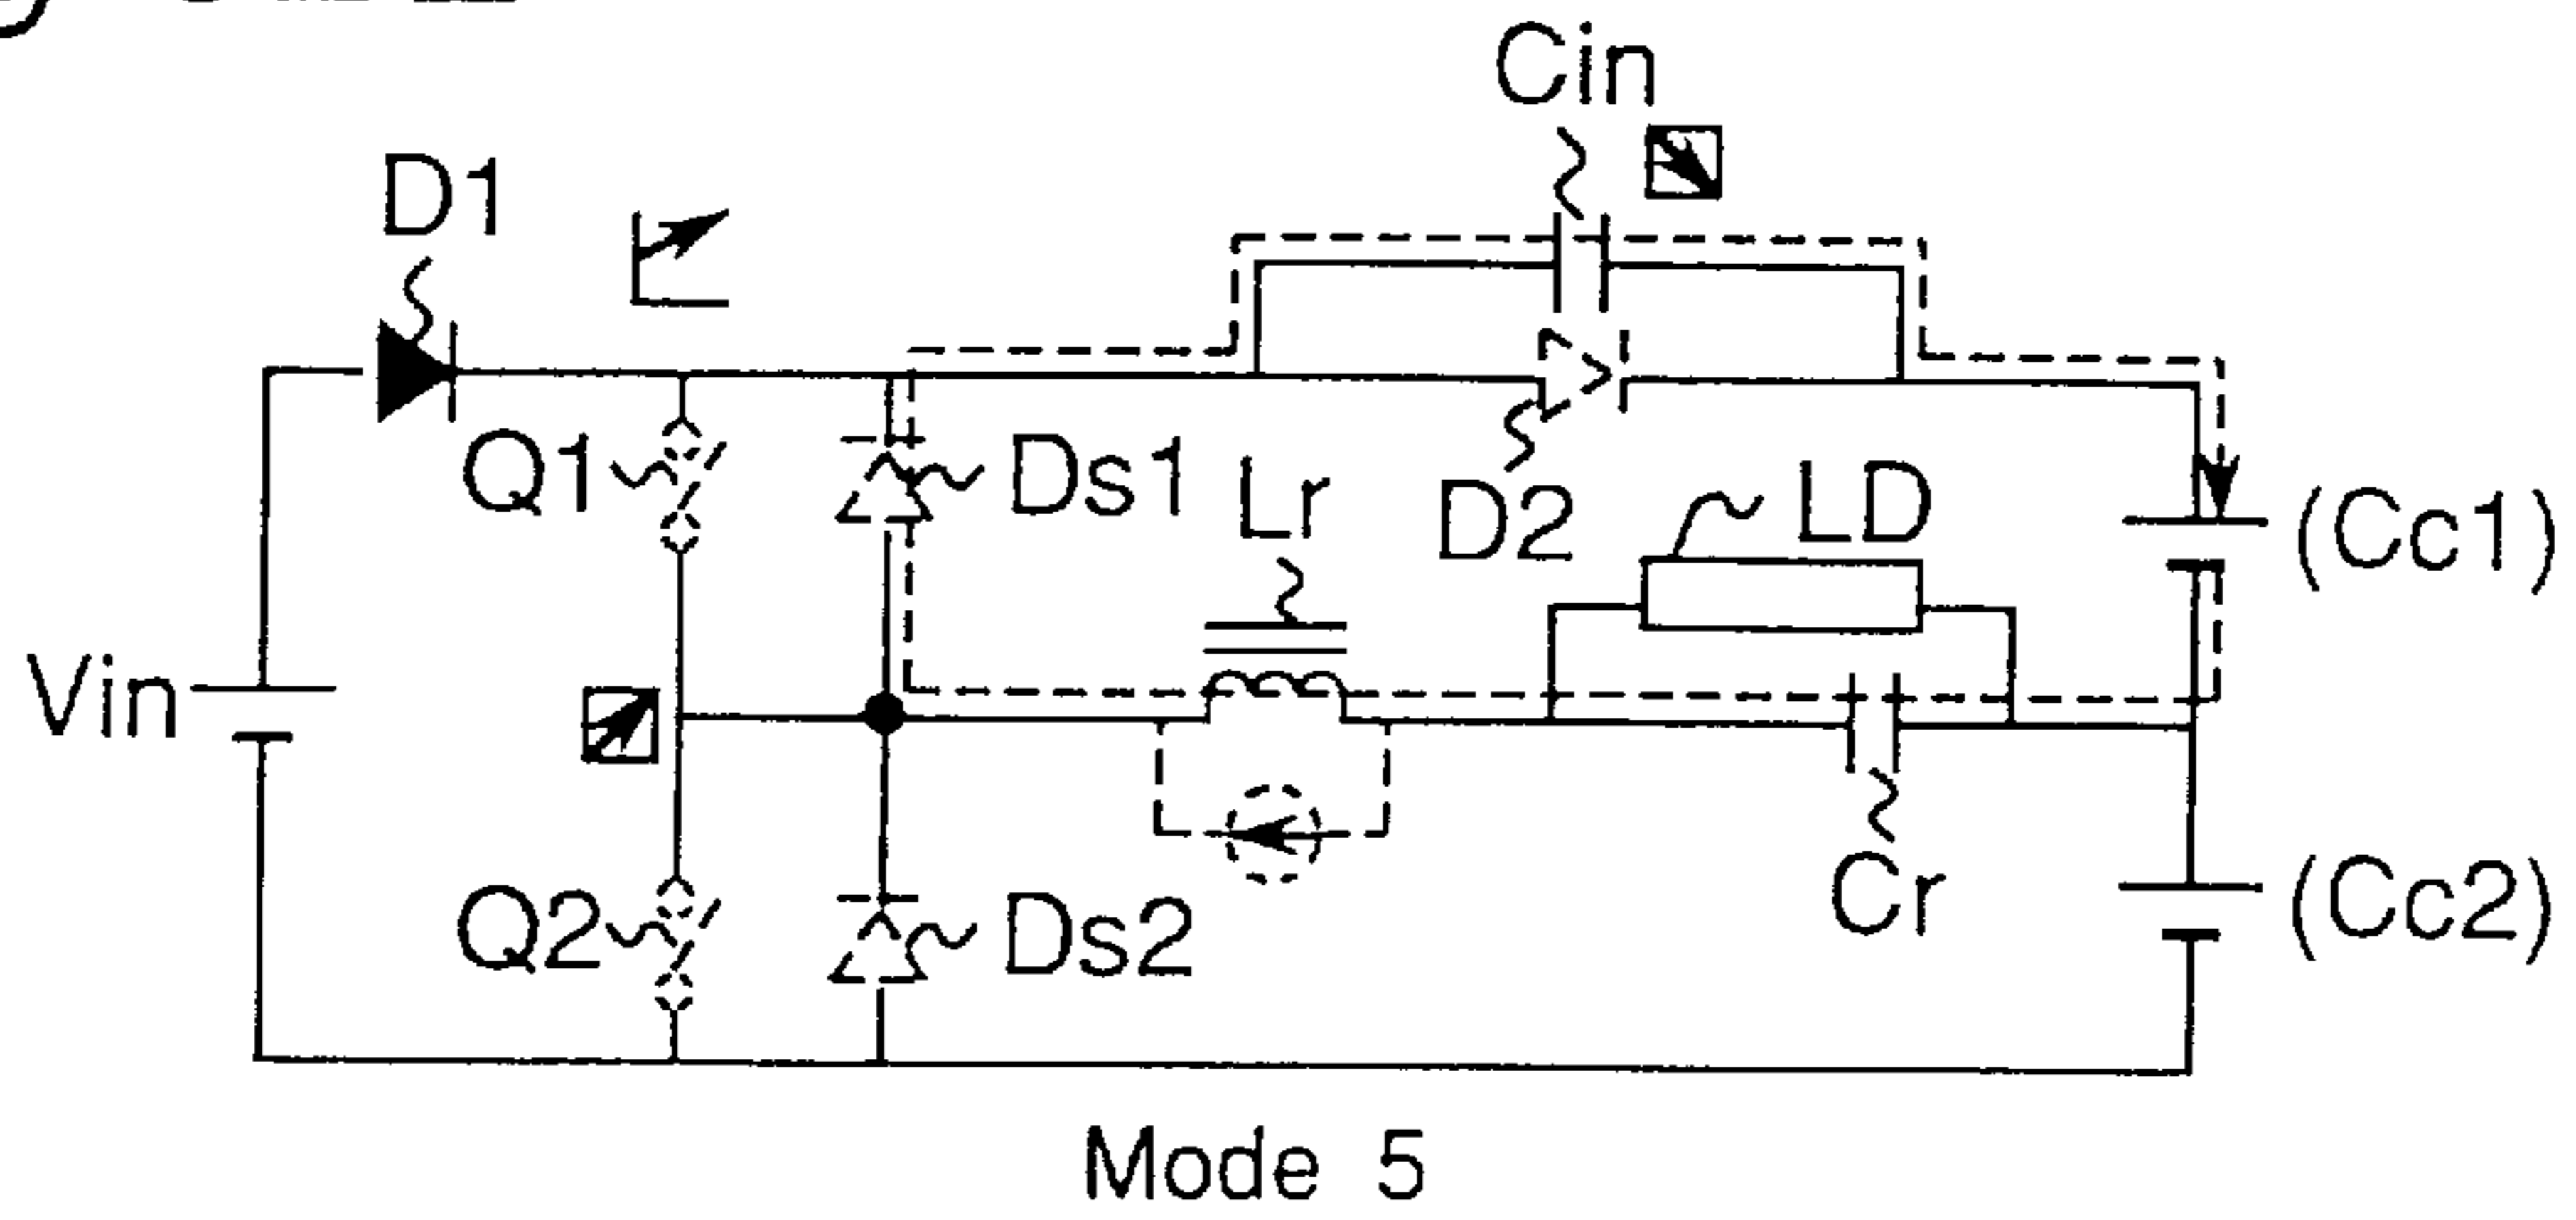 Cin
D1
Q1
Ds1
Lr
D2
LD
(Cc1)
Vin
Q2
Ds2
Cr
(Cc2)
Mode 5